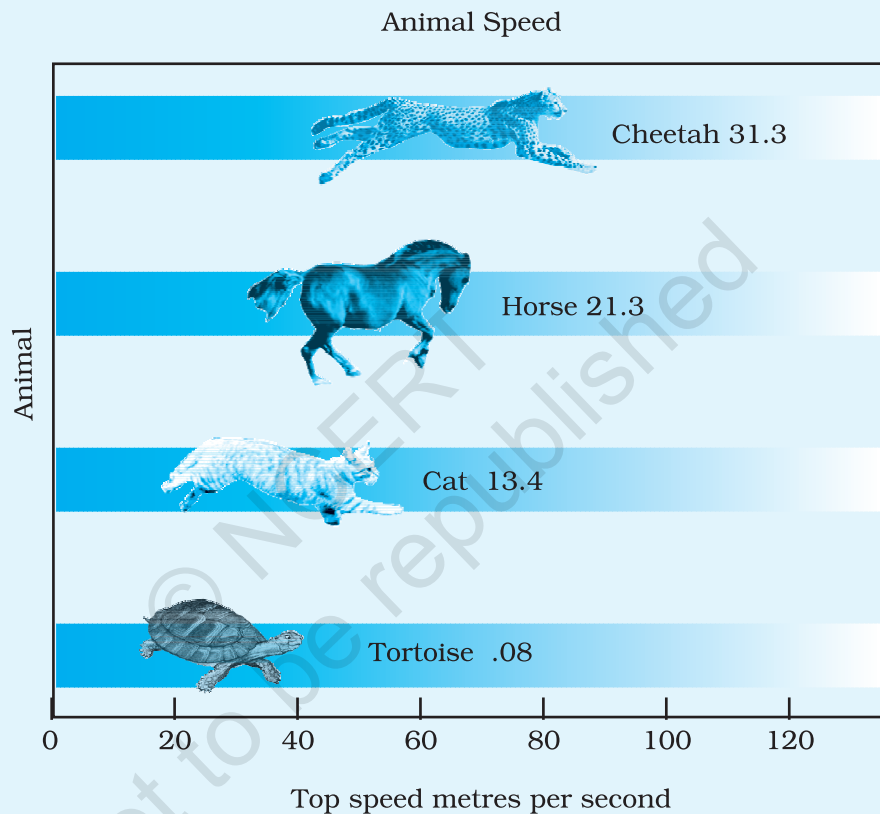 Animal Speed
Cheetah 31.3
Horse 21.3
Animal
Cat 13.4
Tortoise .08
0 20 40 60 80 100 120
Top speed metres per second
© NCERT
not to be republished